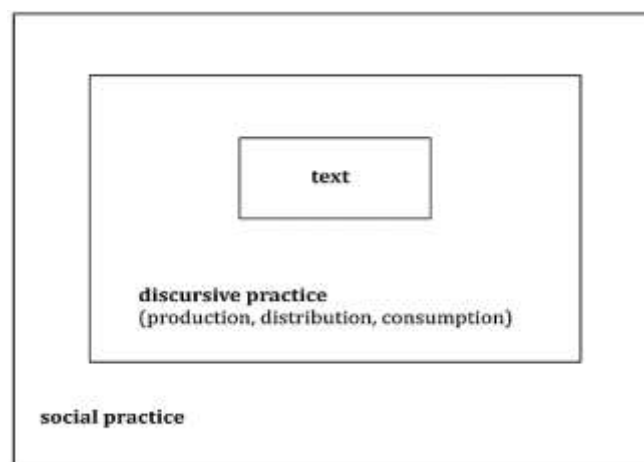 text
discursive practice
(production, distribution, consumption)
social practice